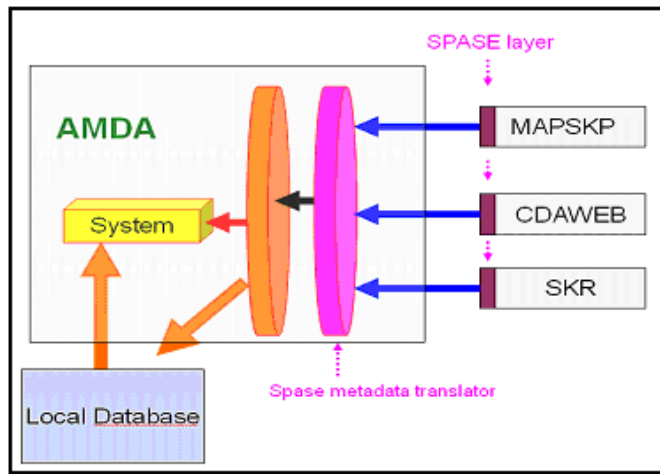 SPASE layer
AMDA
MAPSKP
System
CDAWEB
SKR
Spase metadata translator
Local Database